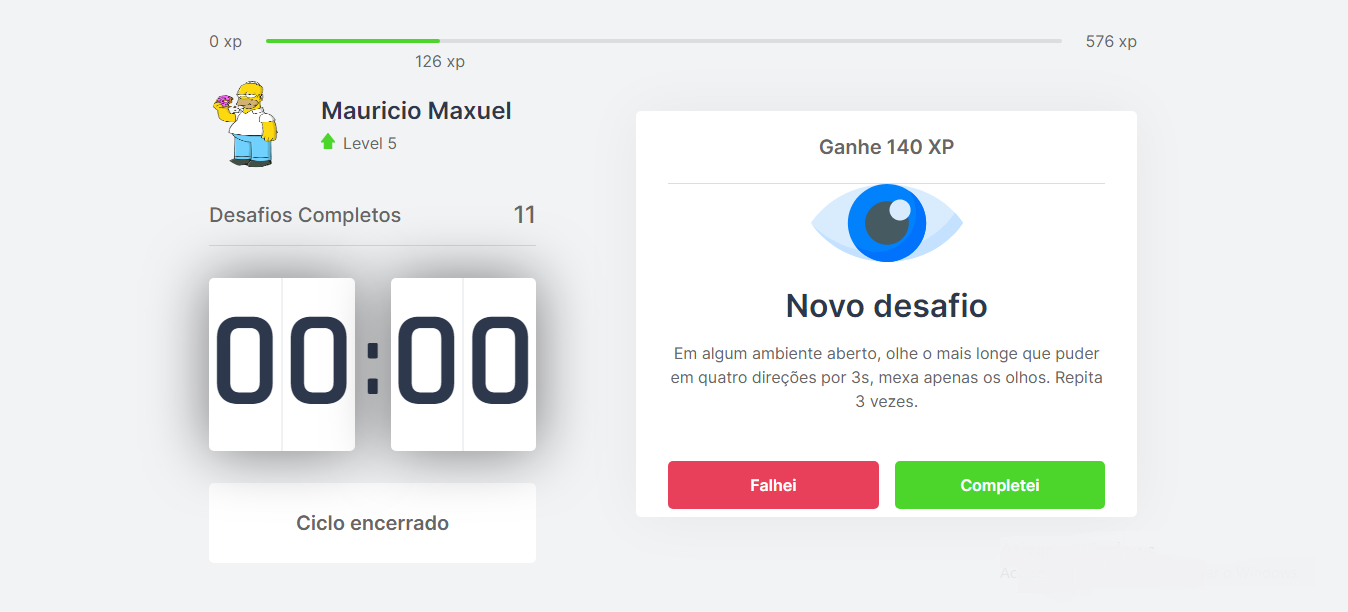 0 xp
576 xp
126 xp
Mauricio Maxuel
Level 5
Desafios Completos 11
00:00
Ciclo encerrado
Ganhe 140 XP
Novo desafio
Em algum ambiente aberto, olhe o mais longe que puder
em quatro direções por 3s, mexa apenas os olhos. Repita
3 vezes.
Falhei
Completei